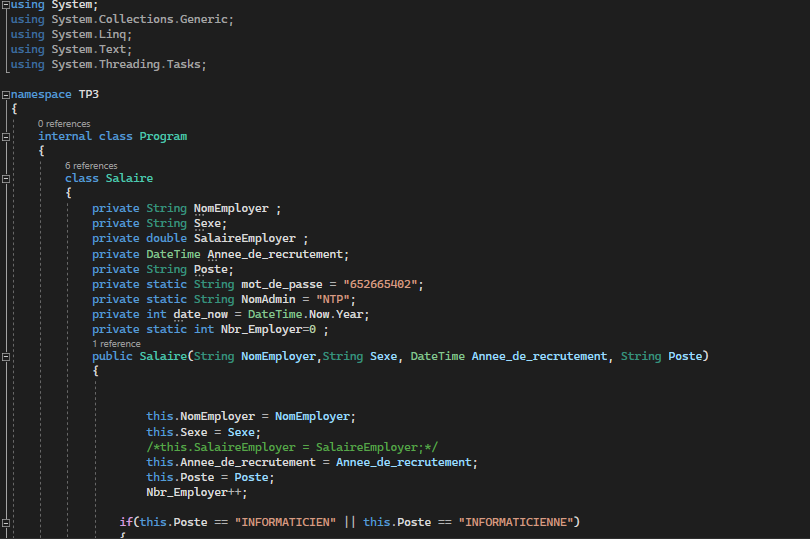 using System;
using System.Collections.Generic;
using System.Linq;
using System.Text;
using System.Threading.Tasks;
namespace TP3
{
0 references
internal class Program
{
6 references
class Salaire
{
private String NomEmployer ;
private String Sexe;
private double SalaireEmployer ;
private DateTime Annee_de_recrutement;
private String Poste;
private static String mot_de_passe = "652665402";
private static String NomAdmin = "NTP";
private int date_now = DateTime.Now.Year;
private static int Nbr_Employer=0 ;
1 reference
public Salaire(String NomEmployer,String Sexe, DateTime Annee_de_recrutement, String Poste)
{
this.NomEmployer = NomEmployer;
this.Sexe = Sexe;
/*this.SalaireEmployer = SalaireEmployer;*/
this.Annee_de_recrutement = Annee_de_recrutement;
this.Poste = Poste;
Nbr_Employer++;
if(this.Poste == "INFORMATICIEN" || this.Poste == "INFORMATICIENNE")
{